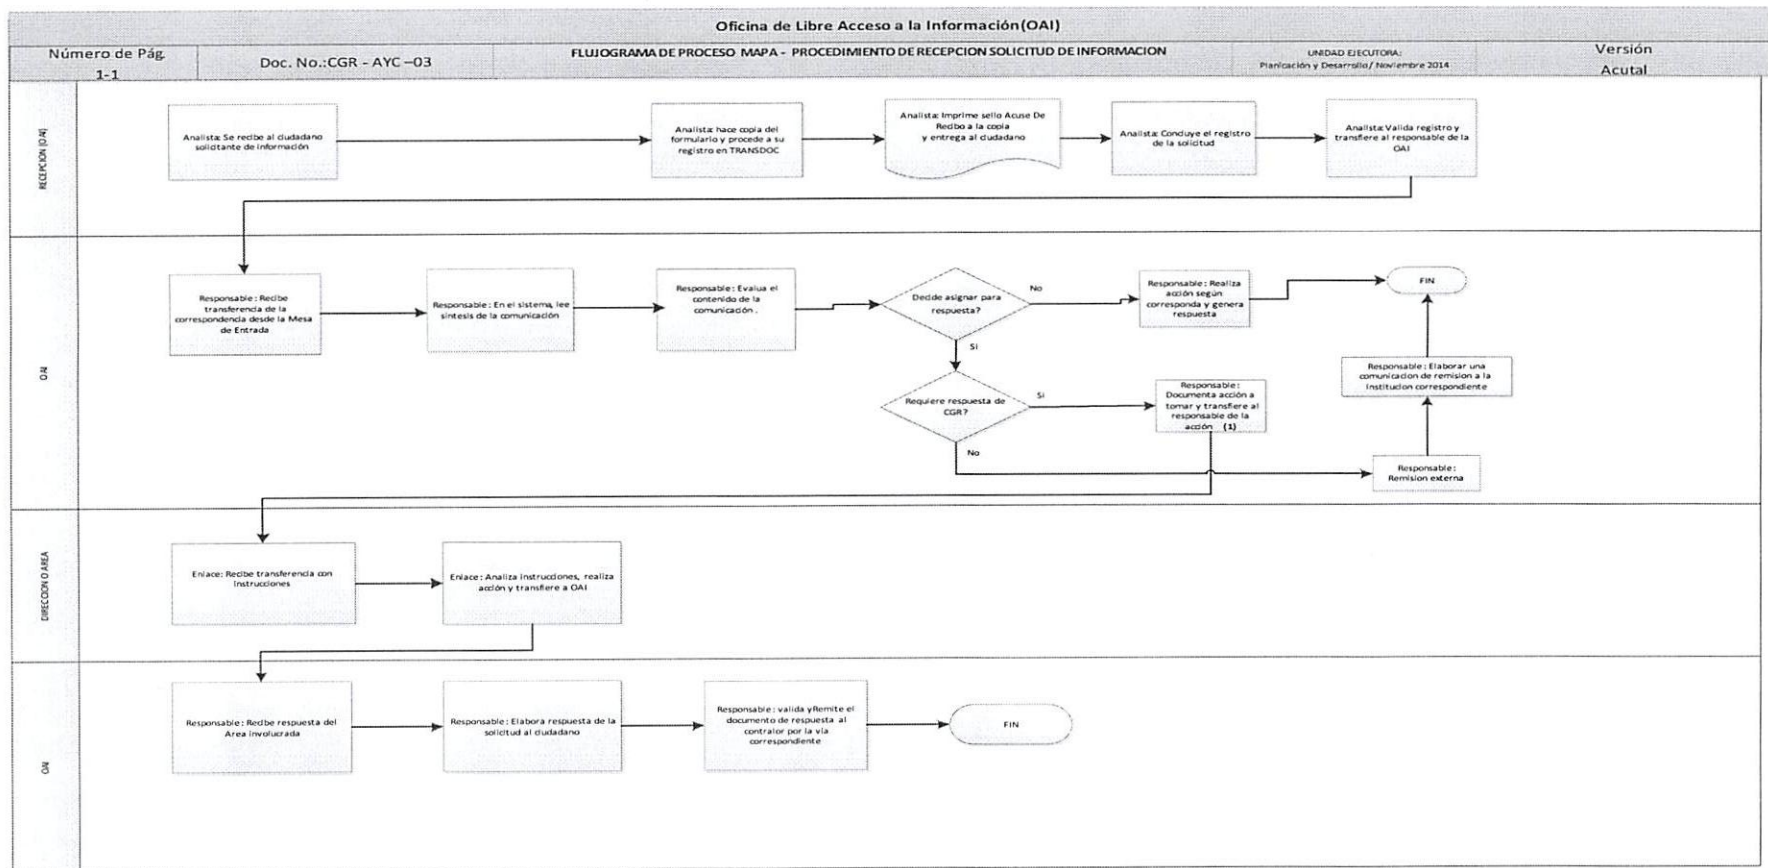 Oficina de Libre Acceso a la Información(OAI)
Número de Pág.
1-1
Doc. No.:CGR - AYC –03
FLUJOGRAMA DE PROCESO MAPA - PROCEDIMIENTO DE RECEPCION SOLICITUD DE INFORMACION
UNIDAD EJECUTORA:
Planicación y Desarrollo/ Noviembre 2014
Versión
Acutal
RECEPCION (OAI)
Analista: Se recibe al ciudadano
solicitante de información
Analista: hace copia del
formulario y procede a su
registro en TRANSDOC
Analista: Imprime sello Acuse De
Recibo a la copia
y entrega al ciudadano
Analista: Concluye el registro
de la solicitud
Analista: Valida registro y
transfiere al responsable de la
OAI
OAI
Responsable: Recibe
transferencia de la
correspondencia desde la Mesa
de Entrada
Responsable : En el sistema, lee
síntesis de la comunicación
Responsable : Evalua el
contenido de la
comunicación .
Decide asignar para
respuesta?
No
Responsable : Realiza
acción según
corresponda y genera
respuesta
FIN
Si
Requiere respuesta de
CGR?
Si
Responsable :
Documenta acción a
tomar y transfiere al
responsable de la
acción (1)
Responsable : Elaborar una
comunicacion de remision a la
Institucion correspondiente
No
Responsable :
Remision externa
DIRECCION O AREA
Enlace: Recibe transferencia con
Instrucciones
Enlace : Analiza instrucciones, realiza
acción y transfiere a OAI
OAI
Responsable : Recibe respuesta del
Area involucrada
Responsable : Elabora respuesta de la
solicitud al ciudadano
Responsable : valida yRemite el
documento de respuesta al
contralor por la vía
correspondiente
FIN